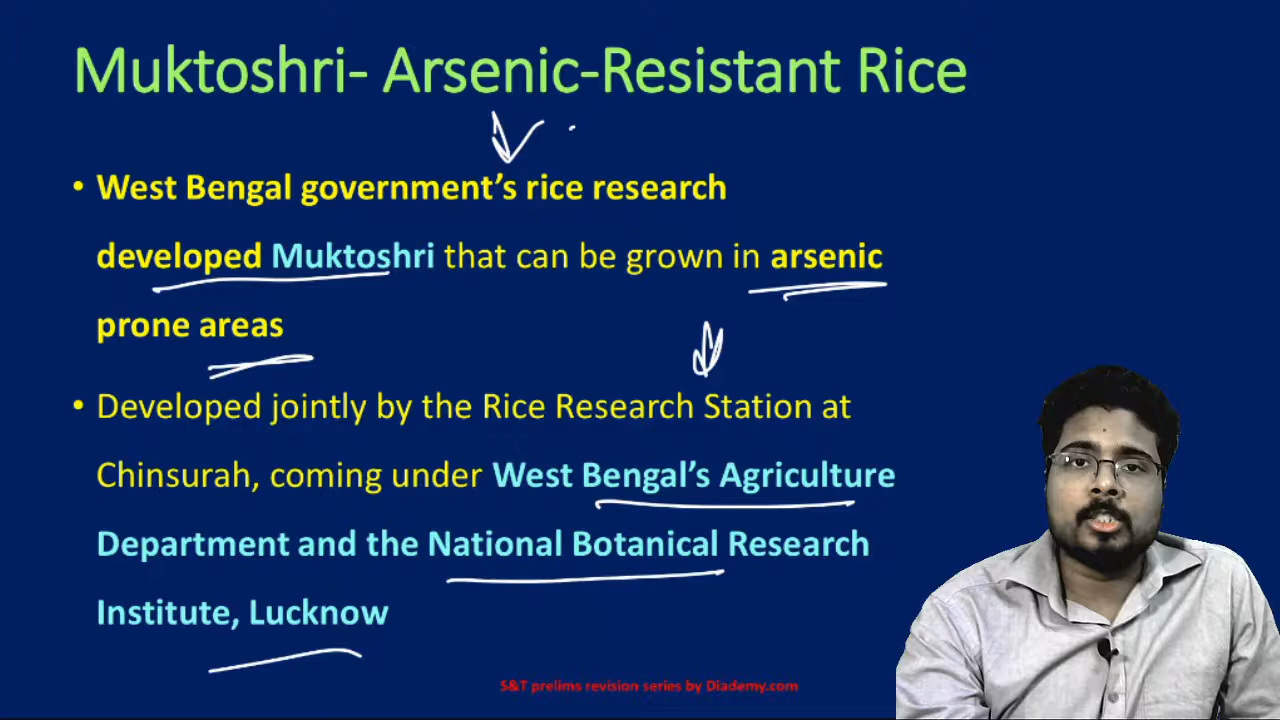 Muktoshri- Arsenic-Resistant Rice
• West Bengal government’s rice research
developed Muktoshri that can be grown in arsenic
prone areas
• Developed jointly by the Rice Research Station at
Chinsurah, coming under West Bengal’s Agriculture
Department and the National Botanical Research
Institute, Lucknow
S&T prelims revision series by Diademy.com